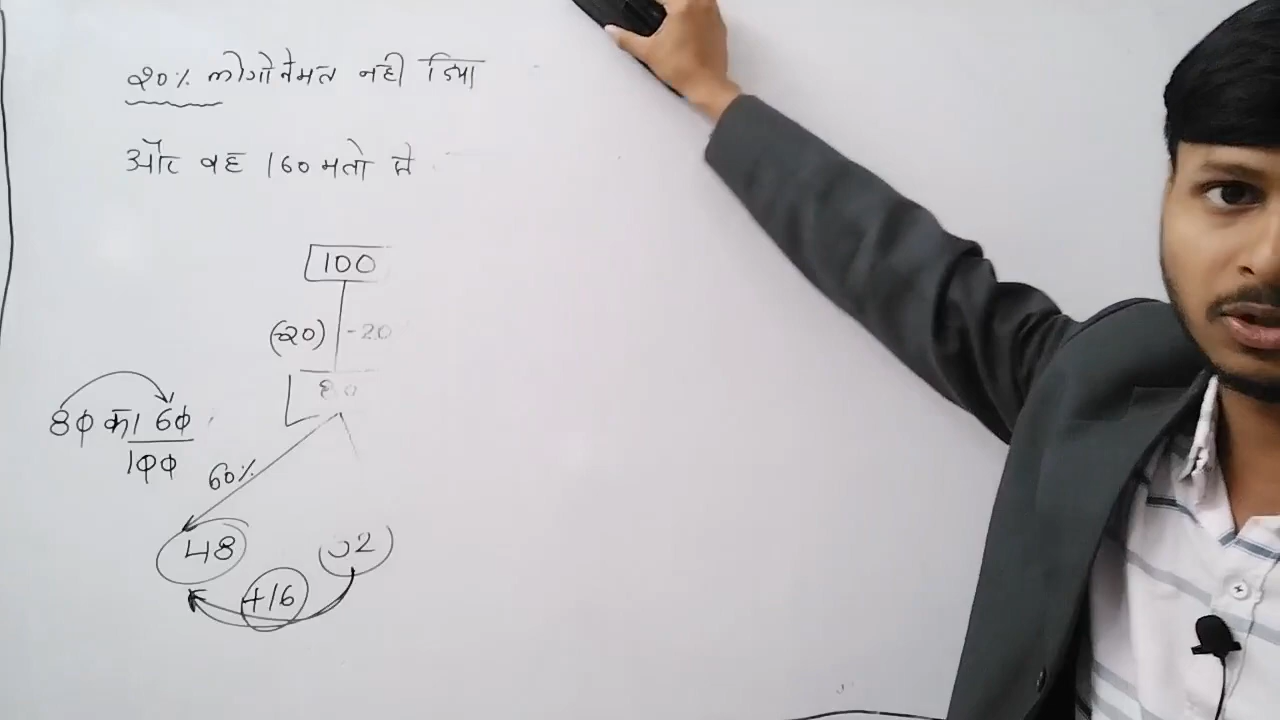 20% लोगो ने मत नही दिया
और वह 160 मतो से
100
(-20) -20
80
80 का 60
100
60%
48 32
+16